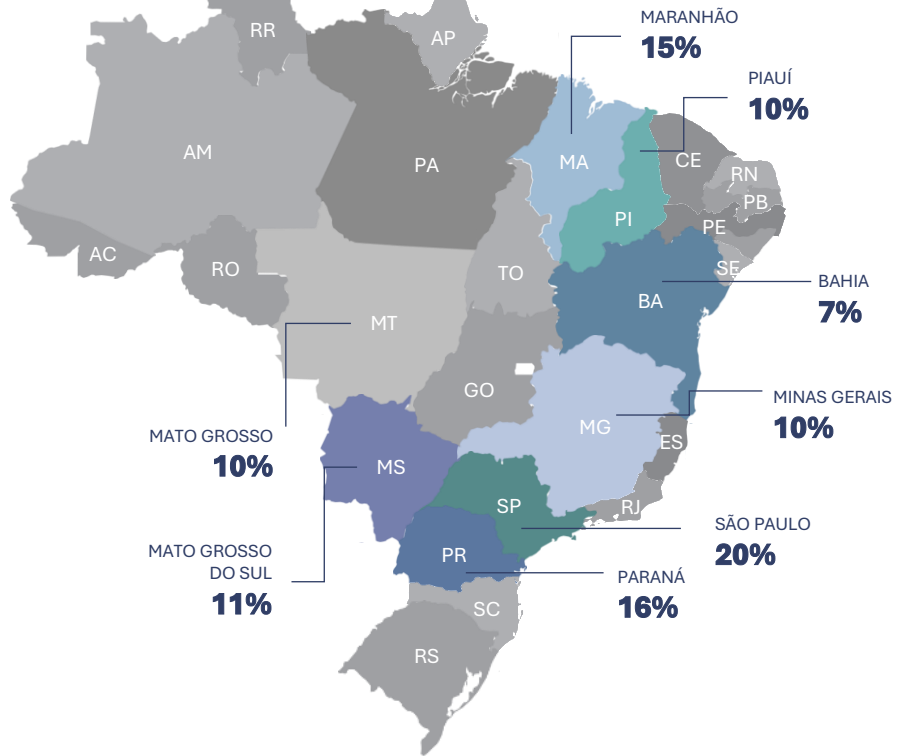 MARANHÃO
15%
RR
AP
PIAUÍ
10%
AM
PA
MA
CE
RN
PB
PI
PE
AC
RO
TO
SE
BA
BAHIA
7%
MT
GO
MG
MINAS GERAIS
10%
ES
MATO GROSSO
10%
MS
SP
RJ
SÃO PAULO
20%
MATO GROSSO
DO SUL
11%
PR
PARANÁ
16%
SC
RS